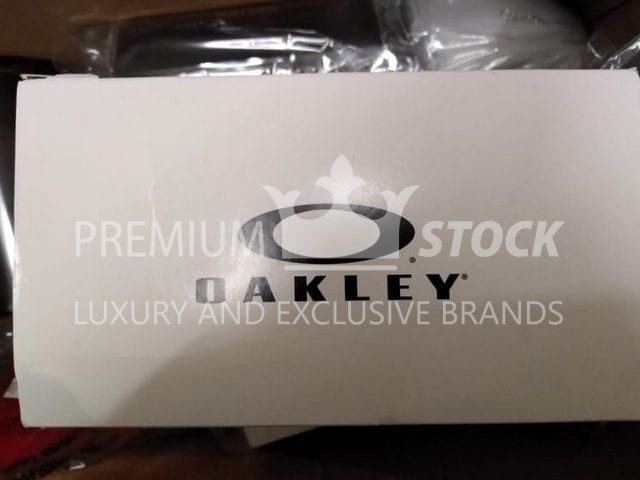 PREMIUM STOCK
OAKLEY®
LUXURY AND EXCLUSIVE BRANDS